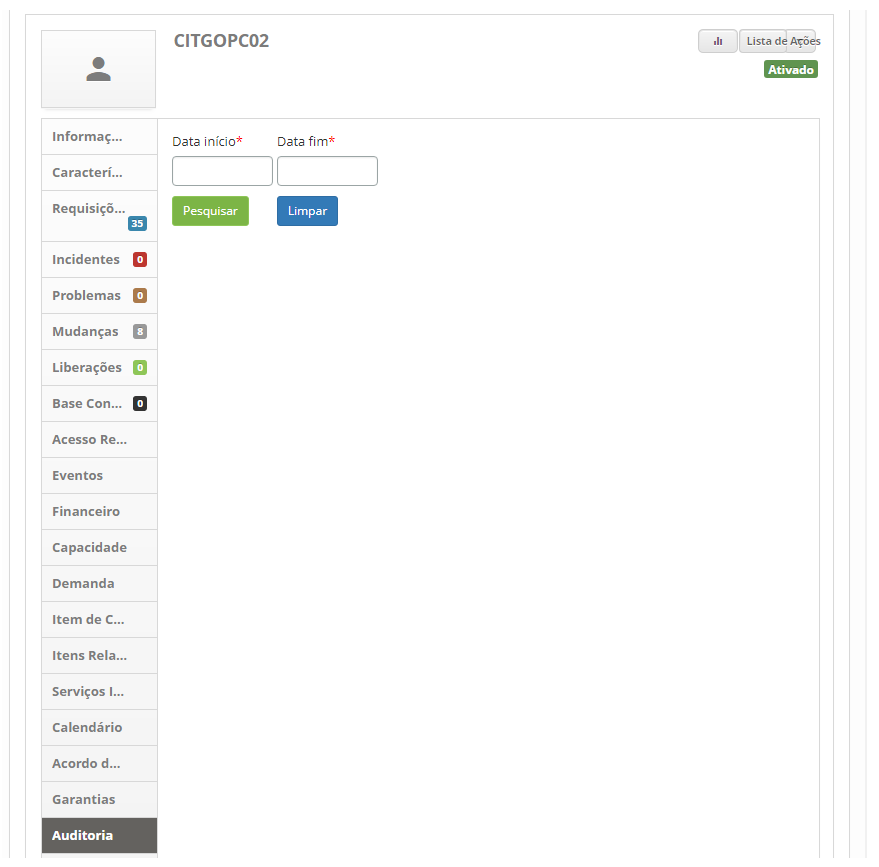 CITGOPC02
Lista de Ações
Ativado
Informaç...
Caracterí...
Requisiçõ...
35
Incidentes 0
Problemas 0
Mudanças 8
Liberações 0
Base Con... 0
Acesso Re...
Eventos
Financeiro
Capacidade
Demanda
Item de C...
Itens Rela...
Serviços I...
Calendário
Acordo d...
Garantias
Auditoria
Data início* Data fim*
Pesquisar Limpar